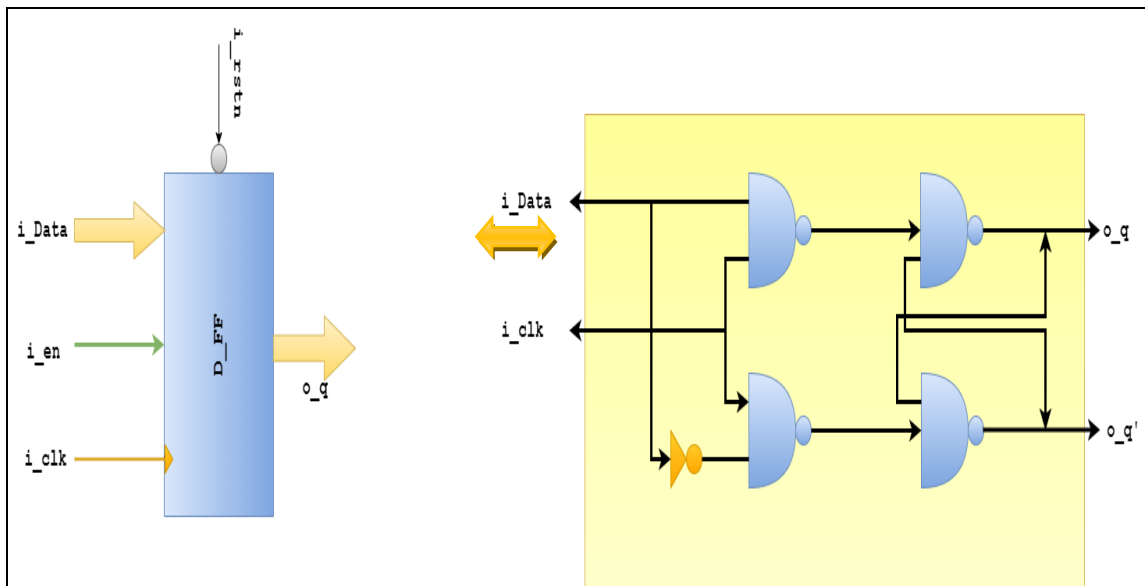 i_rstn
i_Data
i_en
i_clk
D_FF
o_q
i_Data
i_clk
o_q
o_q'